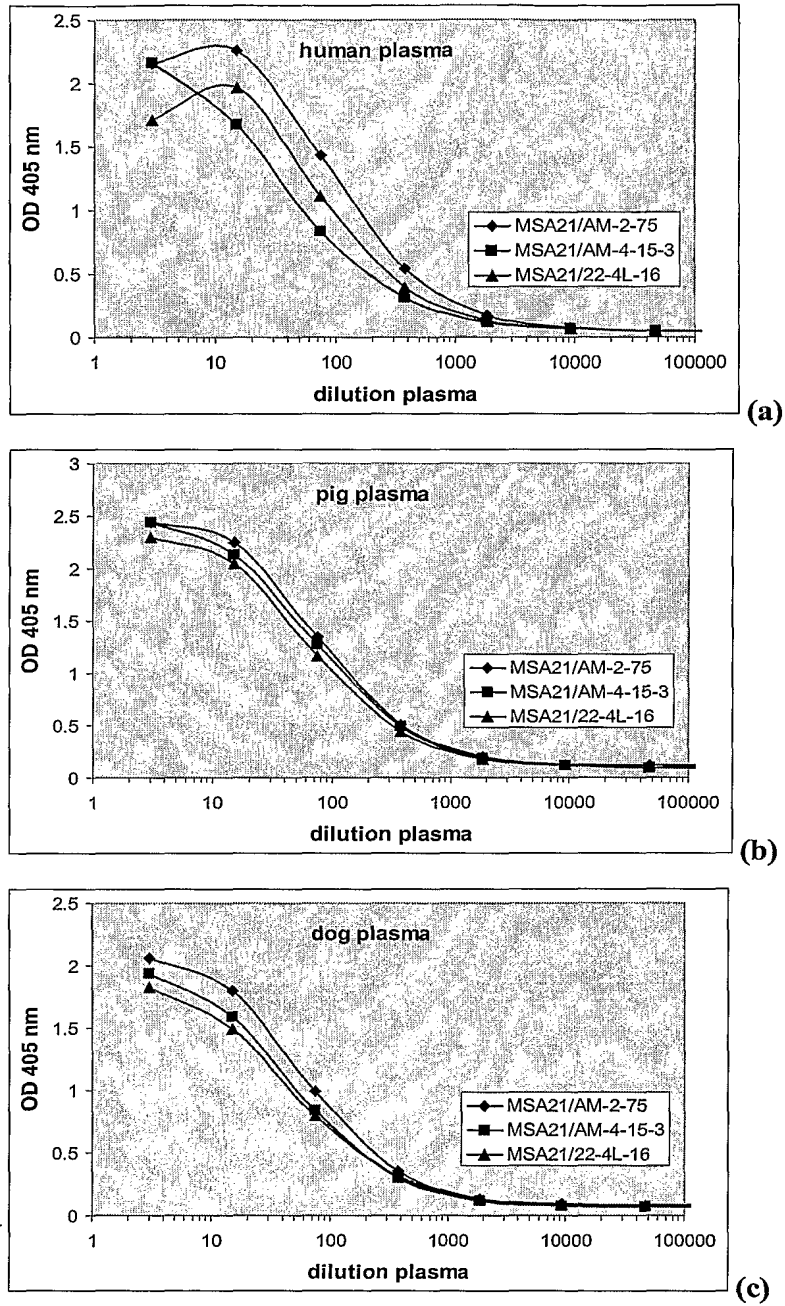 human plasma
OD 405 nm
2.5
2
1.5
1
0.5
0
MSA21/AM-2-75
MSA21/AM-4-15-3
MSA21/22-4L-16
1 10 100 1000 10000 100000
dilution plasma
(a)
pig plasma
OD 405 nm
3
2.5
2
1.5
1
0.5
0
MSA21/AM-2-75
MSA21/AM-4-15-3
MSA21/22-4L-16
1 10 100 1000 10000 100000
dilution plasma
(b)
dog plasma
OD 405 nm
2.5
2
1.5
1
0.5
0
MSA21/AM-2-75
MSA21/AM-4-15-3
MSA21/22-4L-16
1 10 100 1000 10000 100000
dilution plasma
(c)